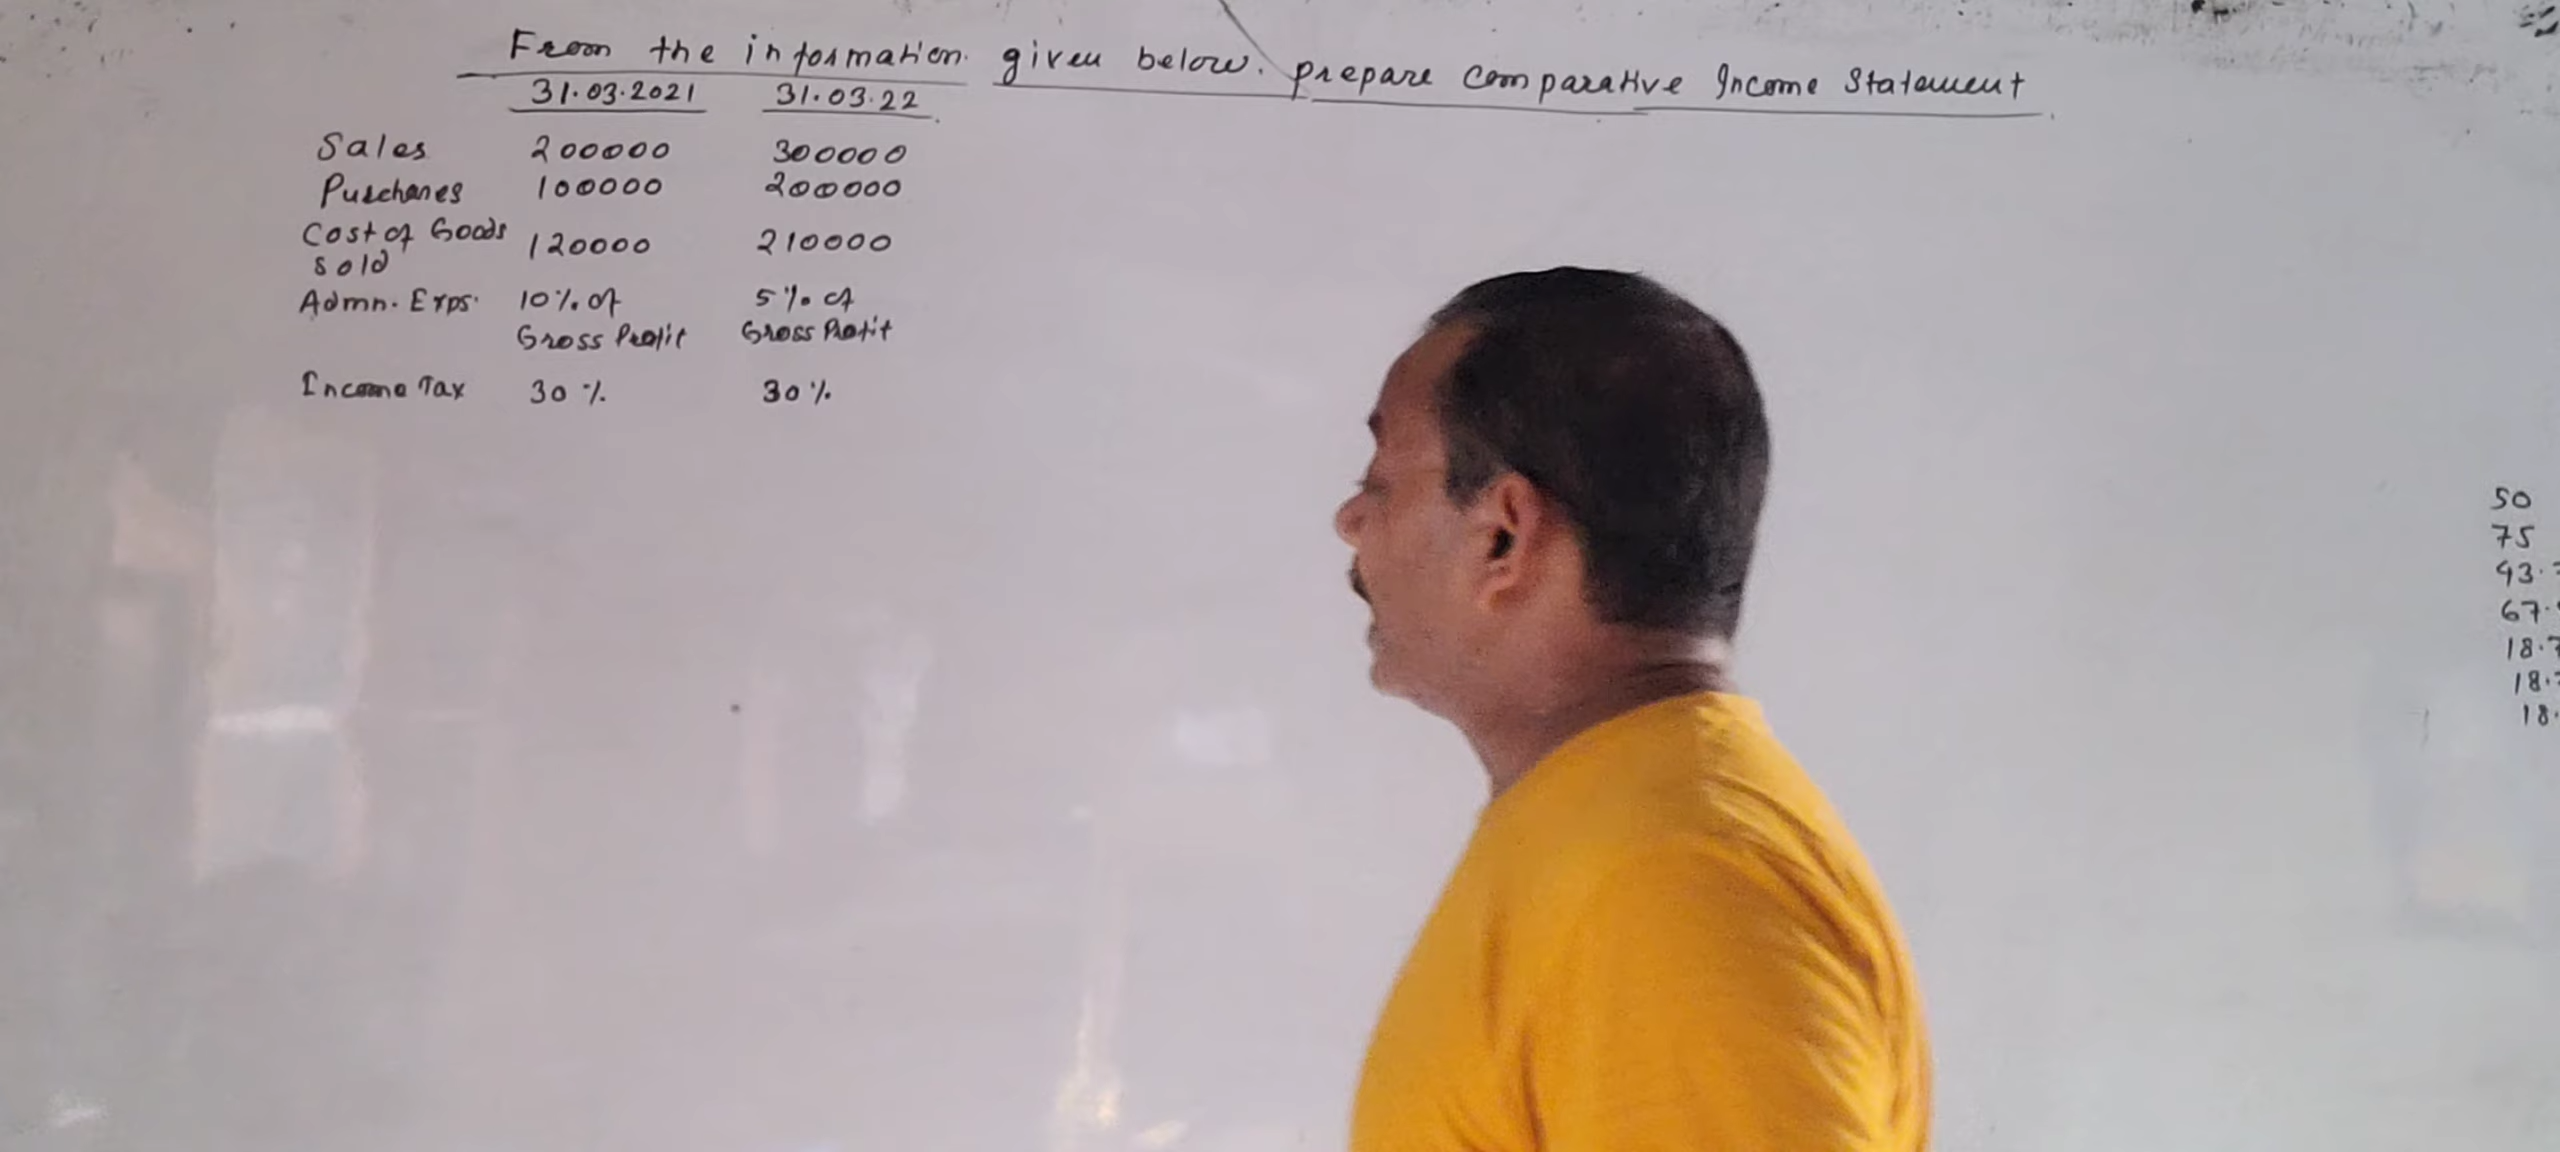 From the information given below. prepare Comparative Income Statement
31.03.2021 31.03.22
Sales 200000 300000
Purchases 100000 200000
Cost of Goods 120000 210000
Sold
Admn. Exps. 10% of 5% of
Gross Profit Gross Profit
Income Tax 30% 30%
50
75
43.
67.
18.7
18.
18.